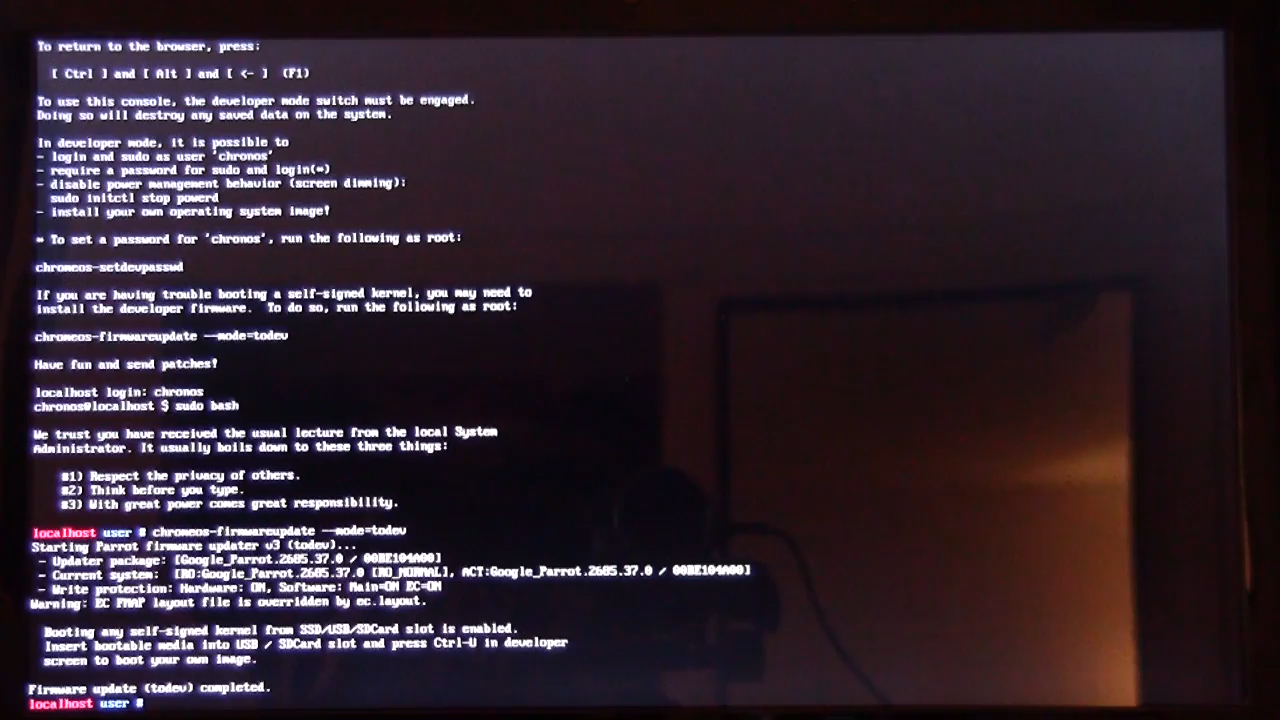 To return to the browser, press:
[ Ctrl ] and [ Alt ] and [ <- ] (F1)
To use this console, the developer mode switch must be engaged.
Doing so will destroy any saved data on the system.
In developer mode, it is possible to
- login and sudo as user 'chronos'
- require a password for sudo and login(*)
- disable power management behavior (screen dimming):
sudo initctl stop powerd
- install your own operating system image!
* To set a password for 'chronos', run the following as root:
chromeos-setdevpasswd
If you are having trouble booting a self-signed kernel, you may need to
install the developer firmware. To do so, run the following as root:
chromeos-firmwareupdate --mode=todev
Have fun and send patches!
localhost login: chronos
chronos@localhost $ sudo bash
We trust you have received the usual lecture from the local System
Administrator. It usually boils down to these three things:
#1) Respect the privacy of others.
#2) Think before you type.
#3) With great power comes great responsibility.
localhost user # chromeos-firmwareupdate --mode=todev
Starting Parrot firmware updater v3 (todev)...
- Updater package: [Google_Parrot.2685.37.0 / 00BE104A00]
- Current system: [RO:Google_Parrot.2685.37.0 [RO_NORMAL], ACT:Google_Parrot.2685.37.0 / 00BE104A00]
- Write protection: Hardware: ON, Software: Main=ON EC=ON
Warning: EC FMAP layout file is overridden by ec.layout.
Booting any self-signed kernel from SSD/USB/SDCard slot is enabled.
Insert bootable media into USB / SDCard slot and press Ctrl-U in developer
screen to boot your own image.
Firmware update (todev) completed.
localhost user #